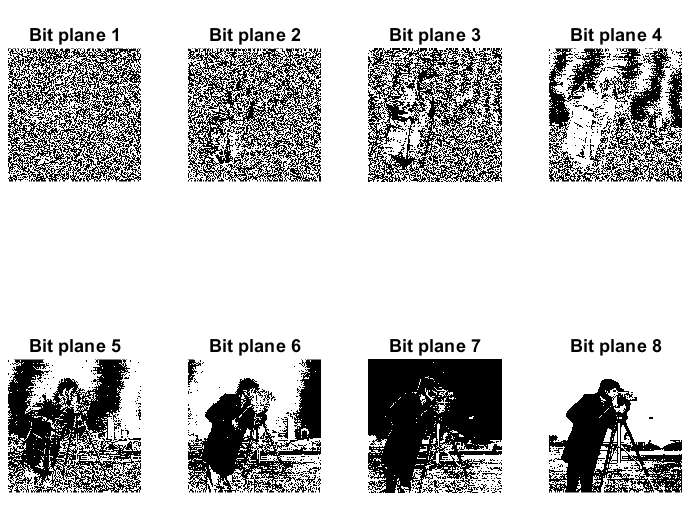 Bit plane 1
Bit plane 2
Bit plane 3
Bit plane 4
Bit plane 5
Bit plane 6
Bit plane 7
Bit plane 8